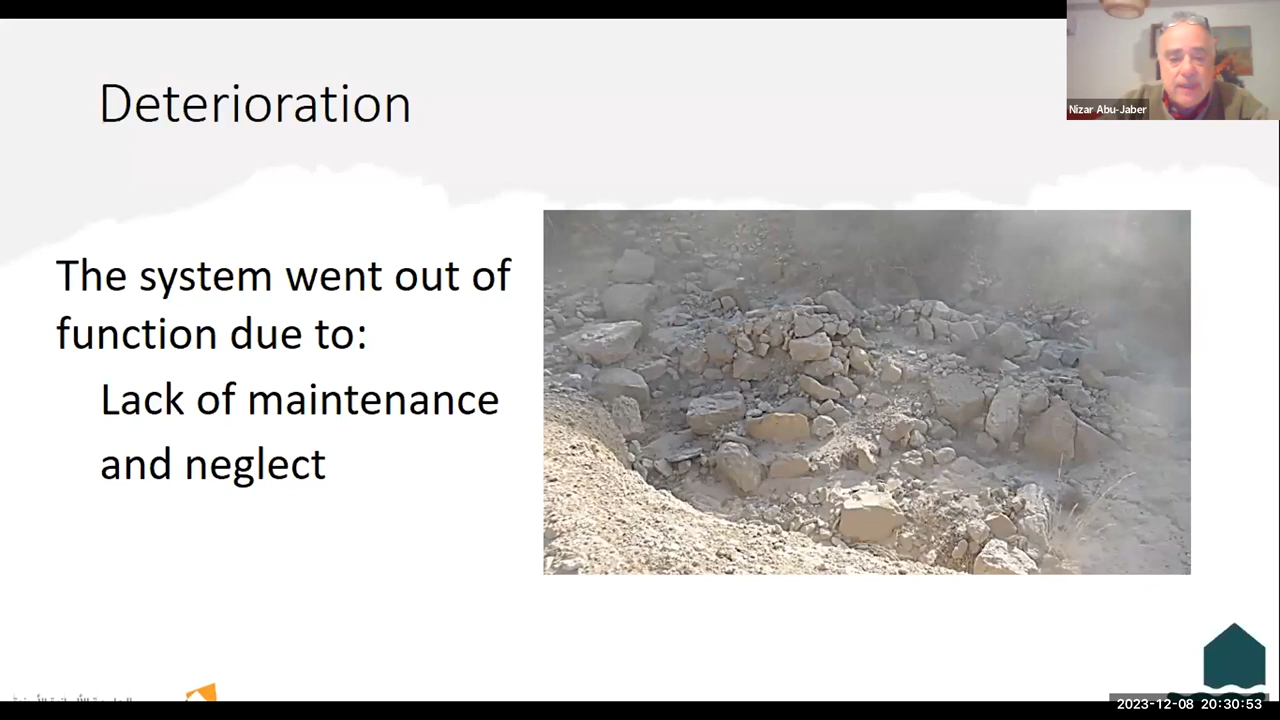 Deterioration
Nizar Abu-Jaber
The system went out of
function due to:
Lack of maintenance
and neglect
2023-12-08 20:30:53